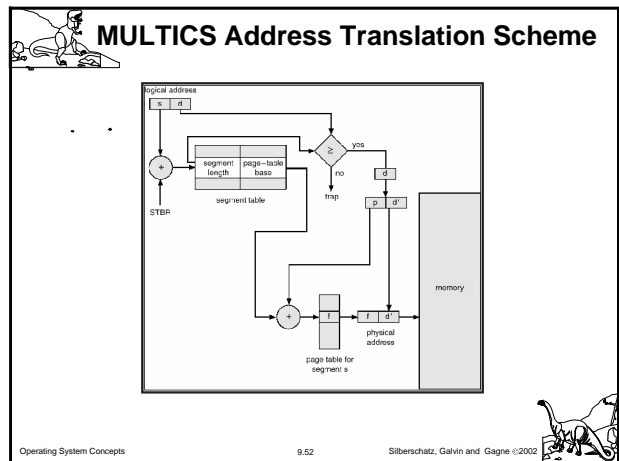 MULTICS Address Translation Scheme
logical address
s d
≥
yes
no
trap
d
p d'
+
STBR
segment length
page–table base
segment table
memory
+
f
f d'
physical address
page table for segment s
Operating System Concepts
9.52
Silberschatz, Galvin and Gagne ©2002